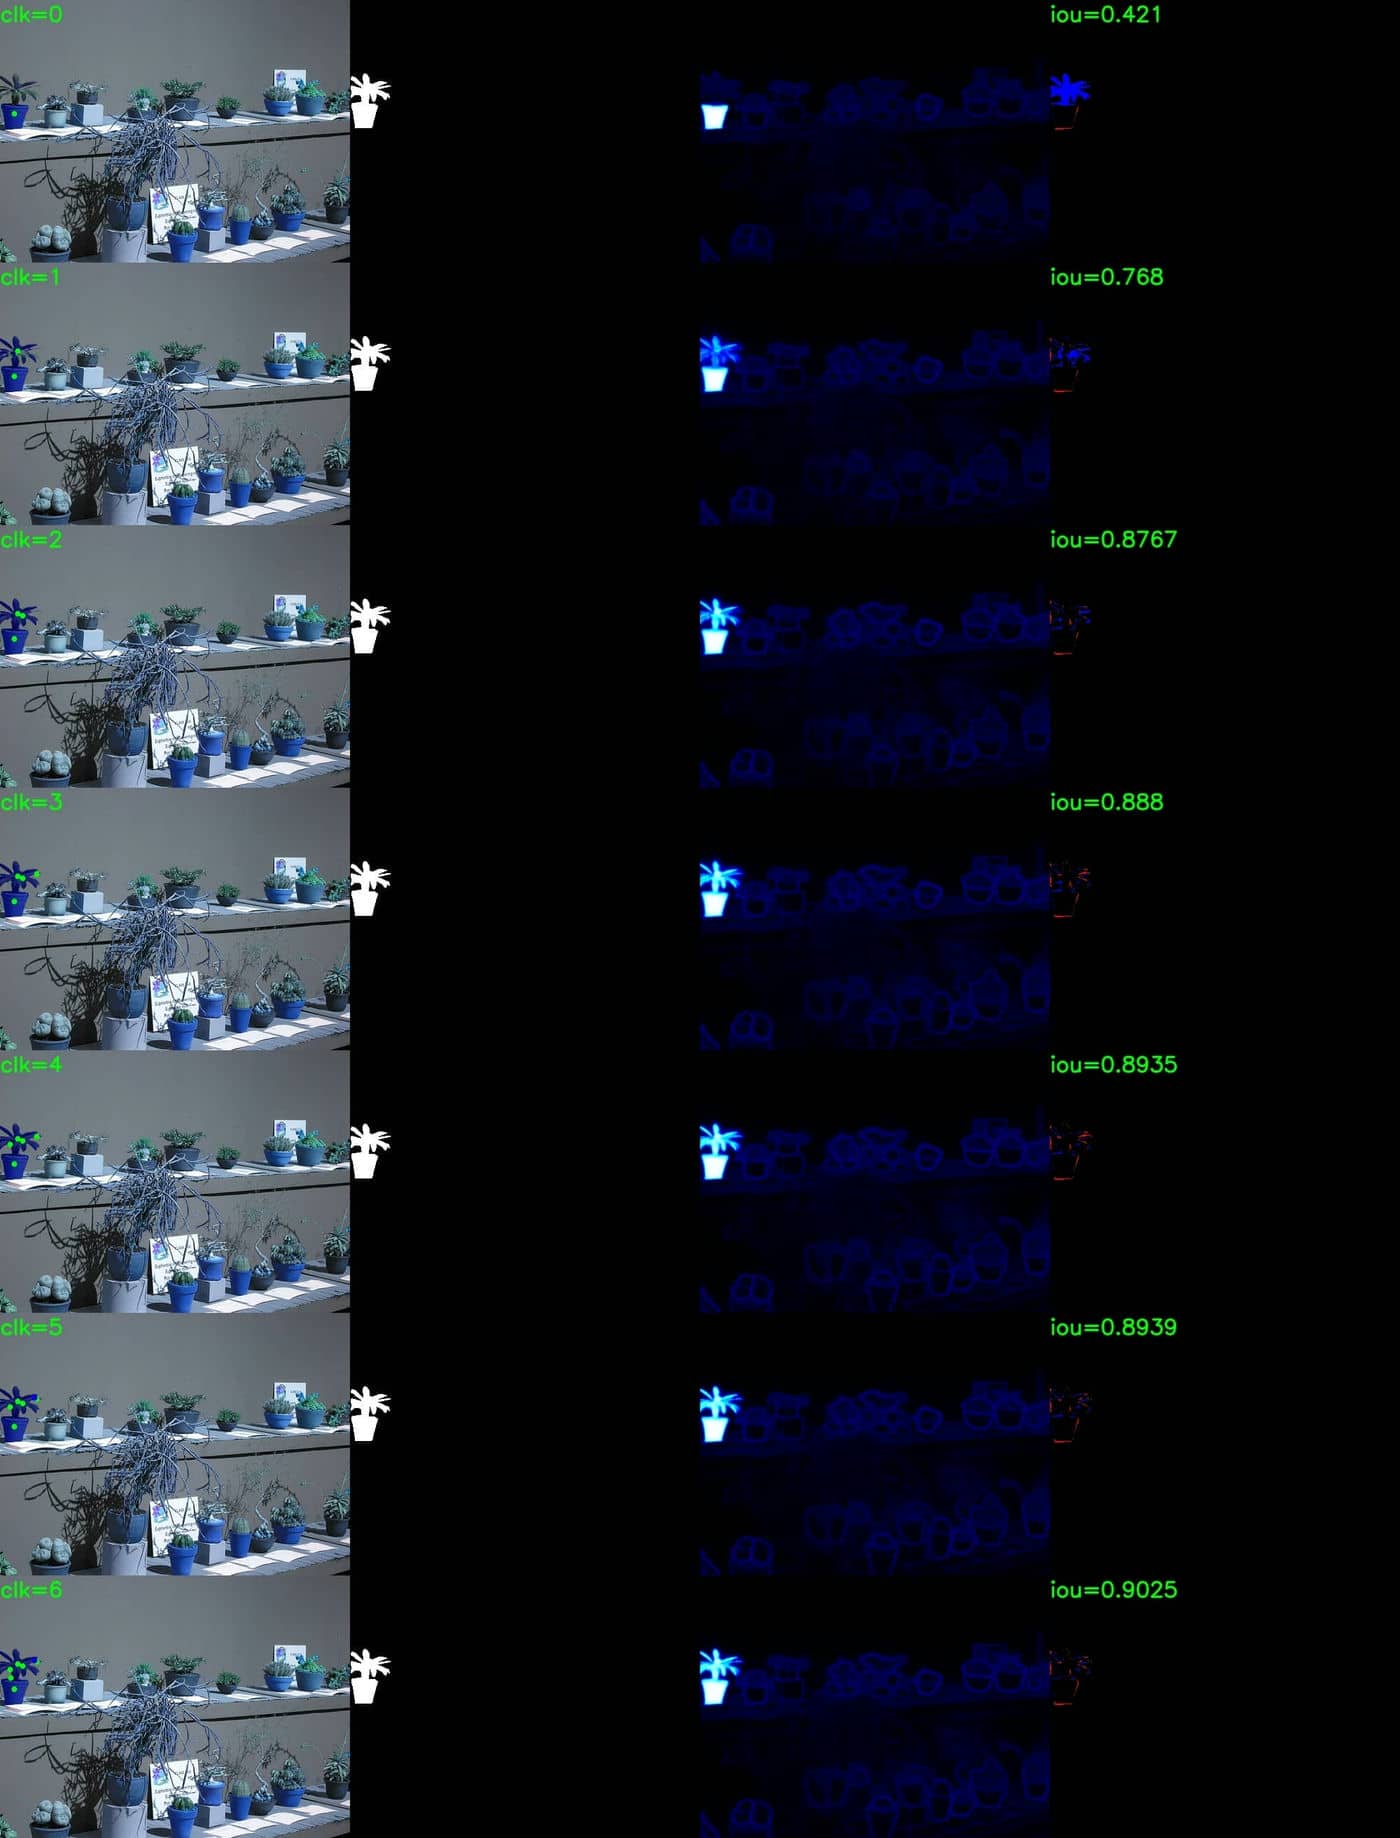 clk=0 iou=0.421
clk=1 iou=0.768
clk=2 iou=0.8767
clk=3 iou=0.888
clk=4 iou=0.8935
clk=5 iou=0.8939
clk=6 iou=0.9025